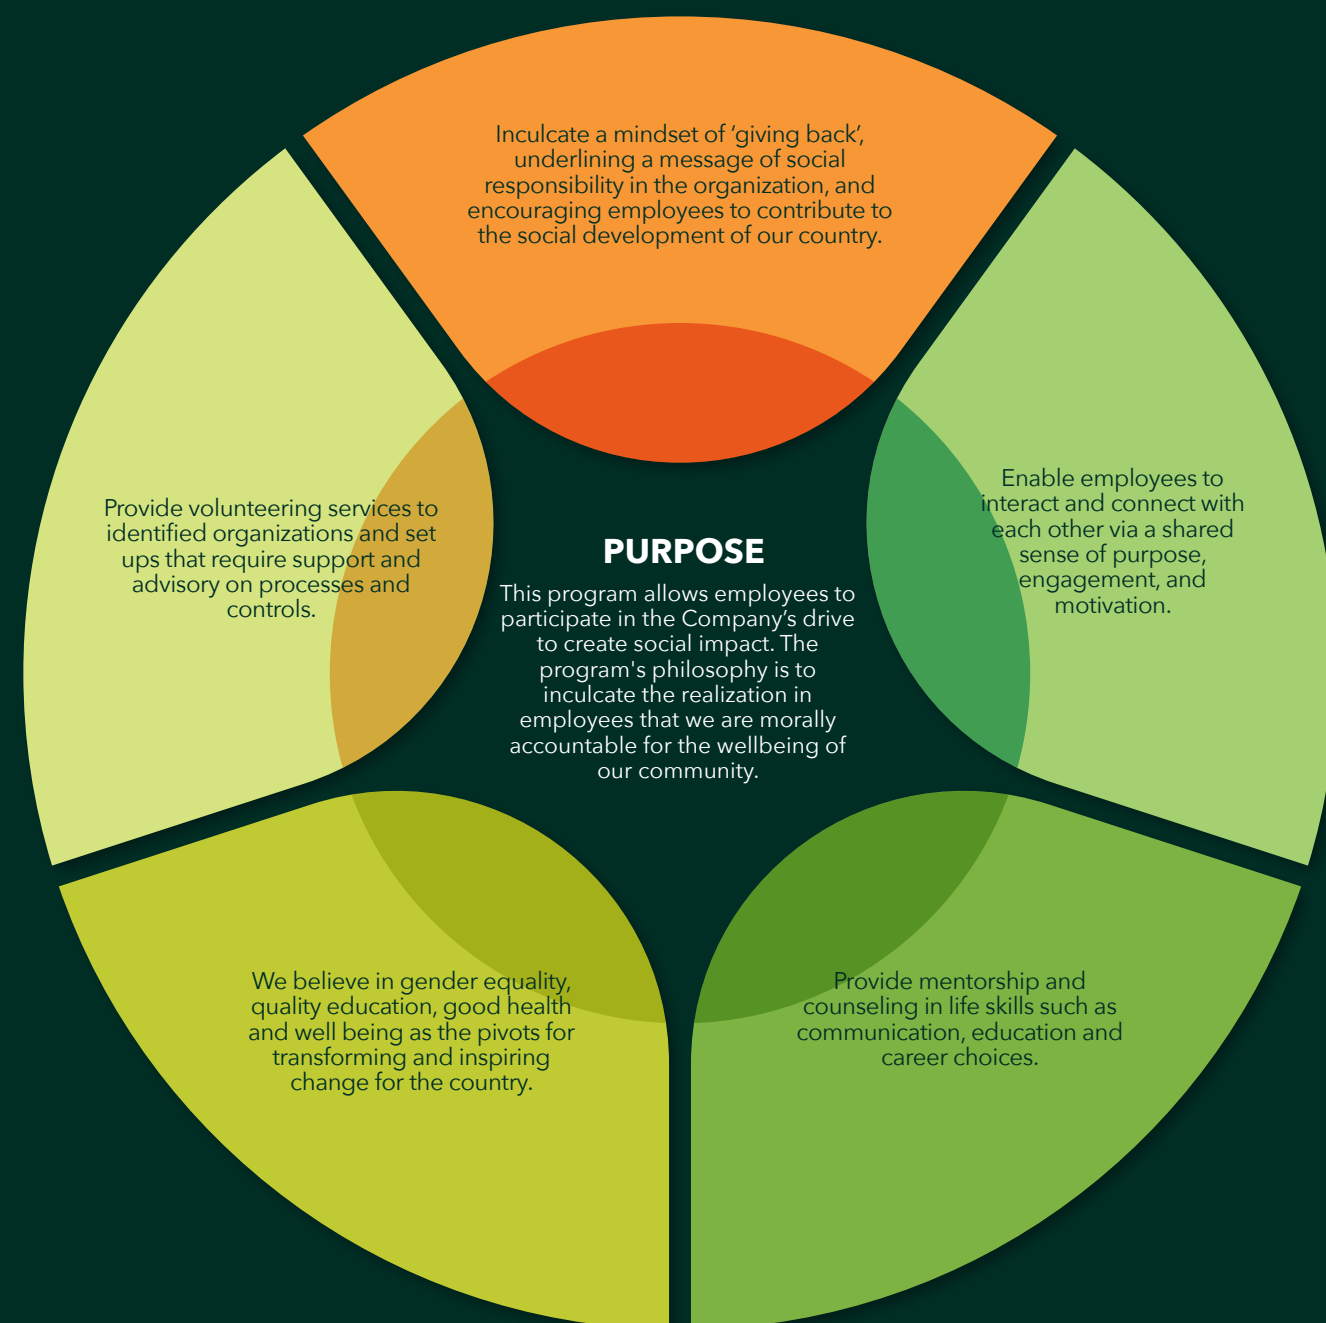 Inculcate a mindset of ‘giving back’,
underlining a message of social
responsibility in the organization, and
encouraging employees to contribute to
the social development of our country.
Enable employees to
interact and connect with
each other via a shared
sense of purpose,
engagement, and
motivation.
Provide mentorship and
counseling in life skills such as
communication, education and
career choices.
We believe in gender equality,
quality education, good health
and well being as the pivots for
transforming and inspiring
change for the country.
Provide volunteering services to
identified organizations and set
ups that require support and
advisory on processes and
controls.
PURPOSE
This program allows employees to
participate in the Company’s drive
to create social impact. The
program's philosophy is to
inculcate the realization in
employees that we are morally
accountable for the wellbeing of
our community.